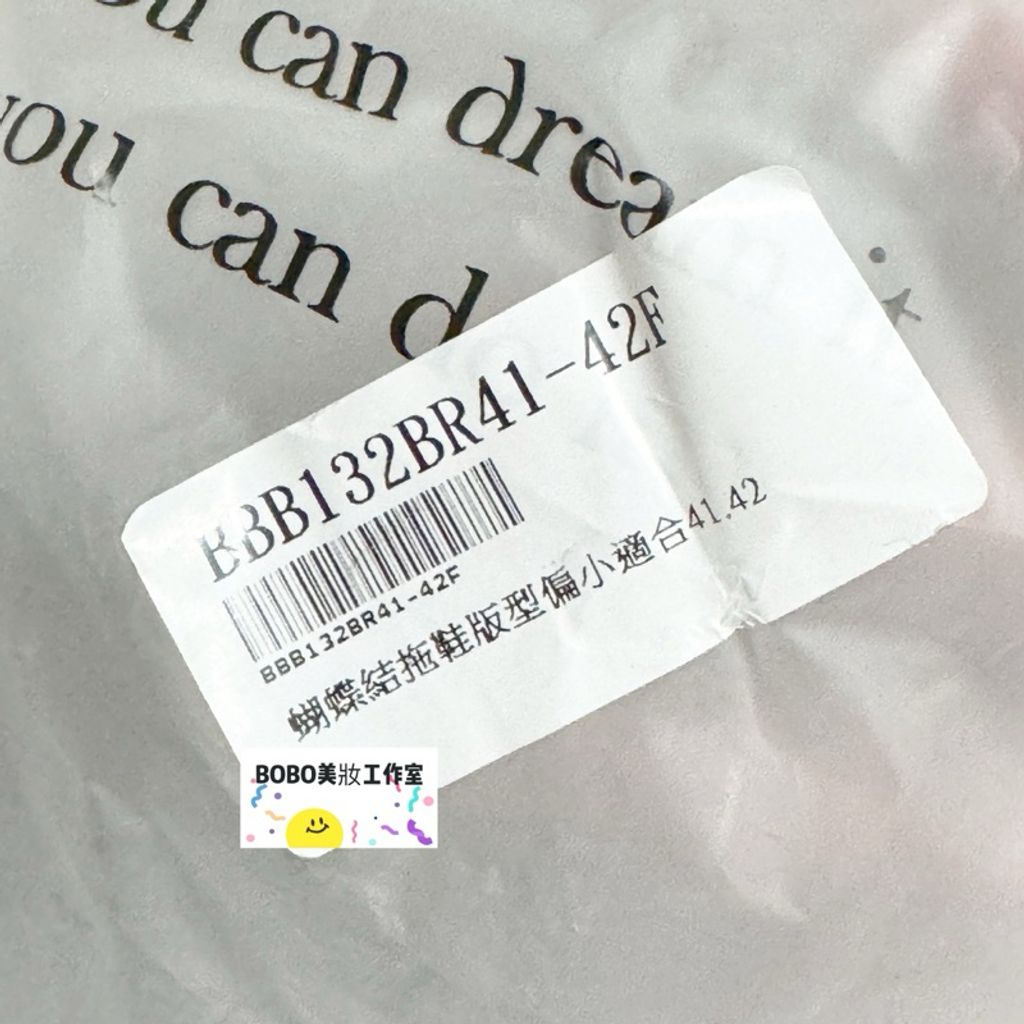 ou can drea
you can d
BBB132BR41-42F
BBB132BR41-42F
蝴蝶結拖鞋版型偏小適合41.42
BOBO美妝工作室